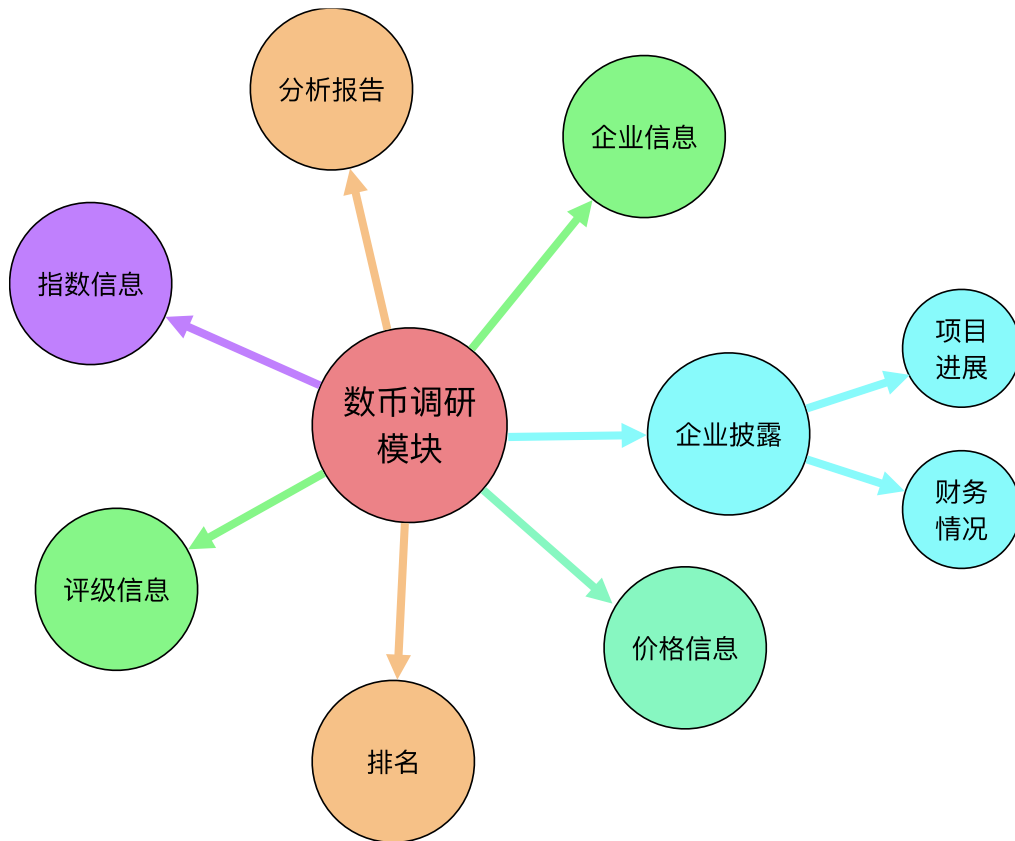 分析报告
企业信息
指数信息
项目
进展
数币调研
模块
企业披露
财务
情况
评级信息
价格信息
排名